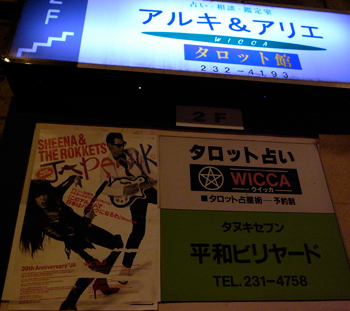 2F
占い・相談・鑑定室
アルキ&アリエ
WICCA
タロット館
232-4193
2F
SHEENA &
THE ROKKETS
JAPANIK
30th Anniversary '08
タロット占い
WICCA
ウイッカ
■タロット占星術─予約制
タヌキセブン
平和ビリヤード
TEL.231-4758